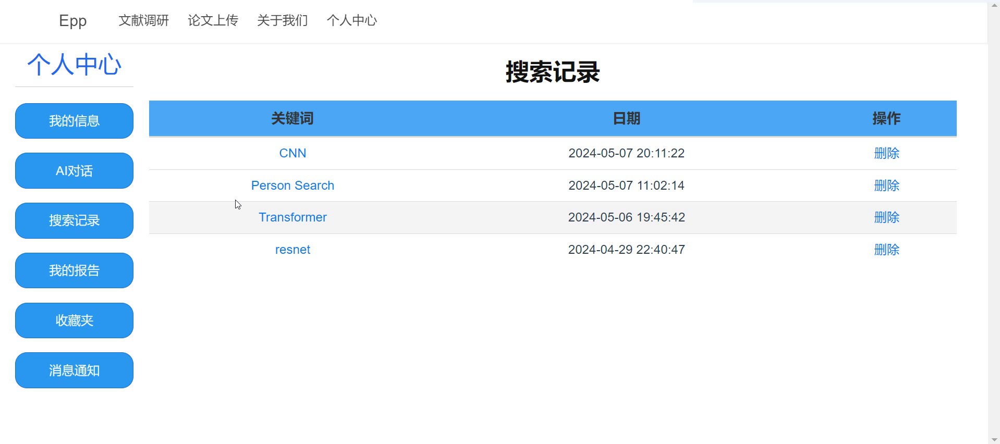 Epp 文献调研 论文上传 关于我们 个人中心
个人中心
搜索记录
我的信息
AI对话
搜索记录
我的报告
收藏夹
消息通知
关键词 日期 操作
CNN 2024-05-07 20:11:22 删除
Person Search 2024-05-07 11:02:14 删除
Transformer 2024-05-06 19:45:42 删除
resnet 2024-04-29 22:40:47 删除